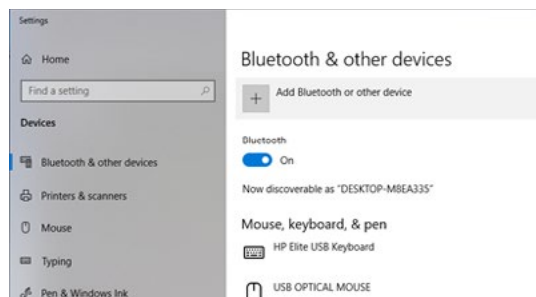 Settings
Home
Find a setting
Devices
Bluetooth & other devices
Printers & scanners
Mouse
Typing
Pen & Windows Ink
Bluetooth & other devices
Add Bluetooth or other device
Bluetooth
On
Now discoverable as "DESKTOP-M8EA335"
Mouse, keyboard, & pen
HP Elite USB Keyboard
USB OPTICAL MOUSE